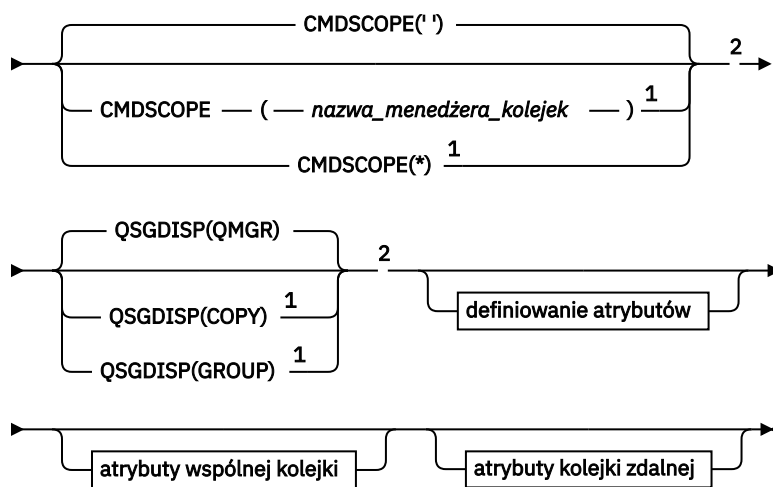 CMDSCOPE(' ')
2
CMDSCOPE ( nazwa_menedżera_kolejek ) 1
CMDSCOPE(*) 1
QSGDISP(QMGR)
2
QSGDISP(COPY) 1
definiowanie atrybutów
QSGDISP(GROUP) 1
atrybuty wspólnej kolejki
atrybuty kolejki zdalnej